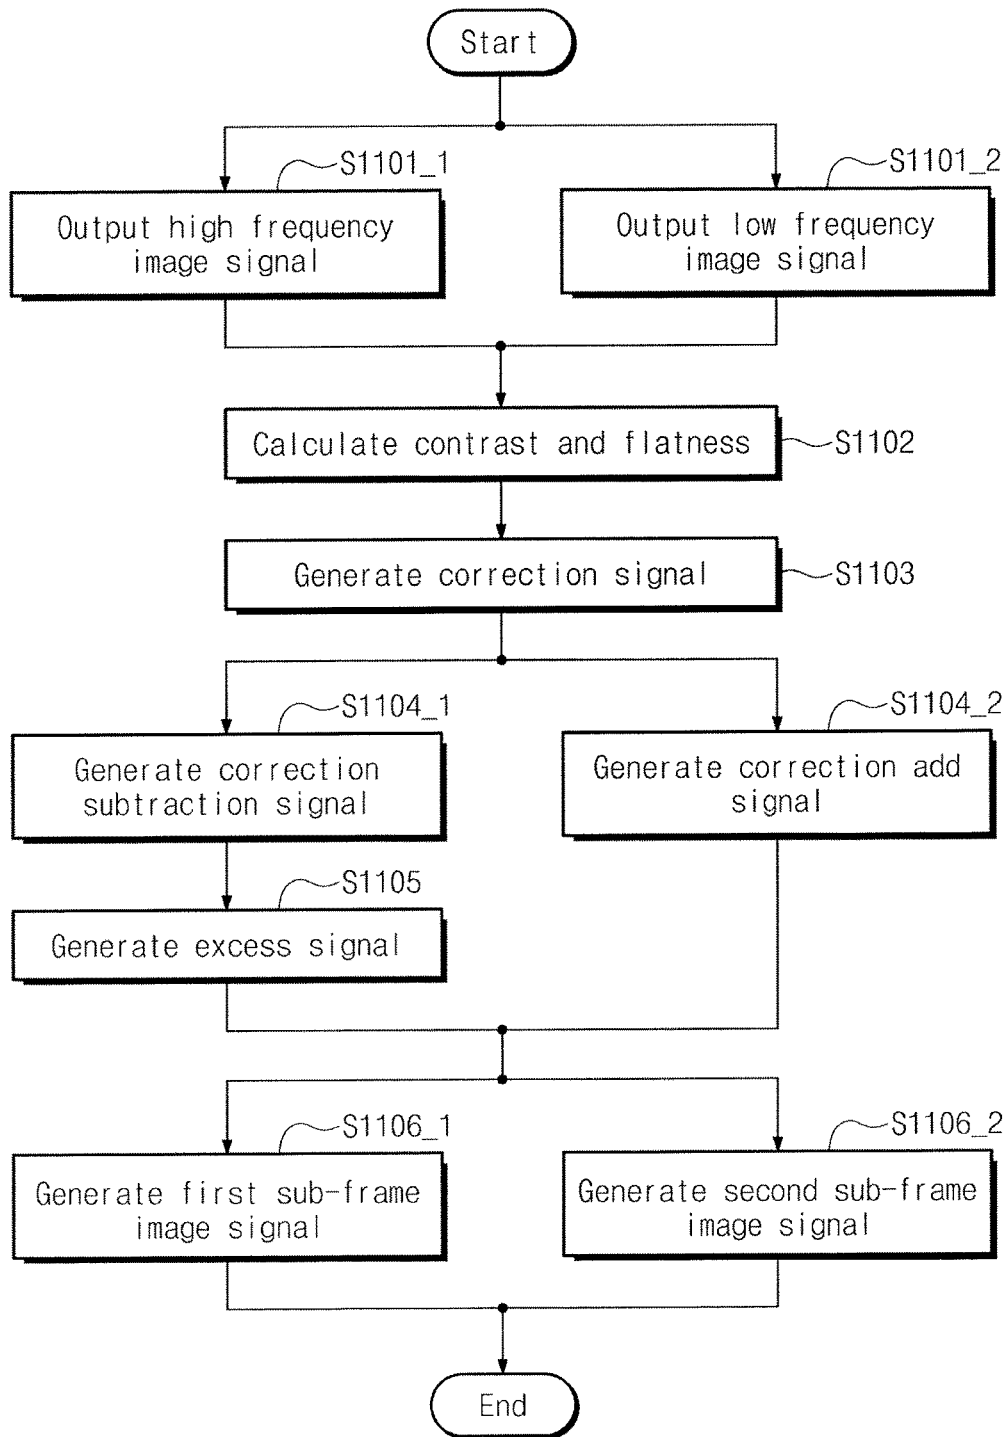 Start
S1101_1
S1101_2
Output high frequency
image signal
Output low frequency
image signal
Calculate contrast and flatness
S1102
Generate correction signal
S1103
S1104_1
S1104_2
Generate correction
subtraction signal
Generate correction add
signal
S1105
Generate excess signal
S1106_1
S1106_2
Generate first sub-frame
image signal
Generate second sub-frame
image signal
End